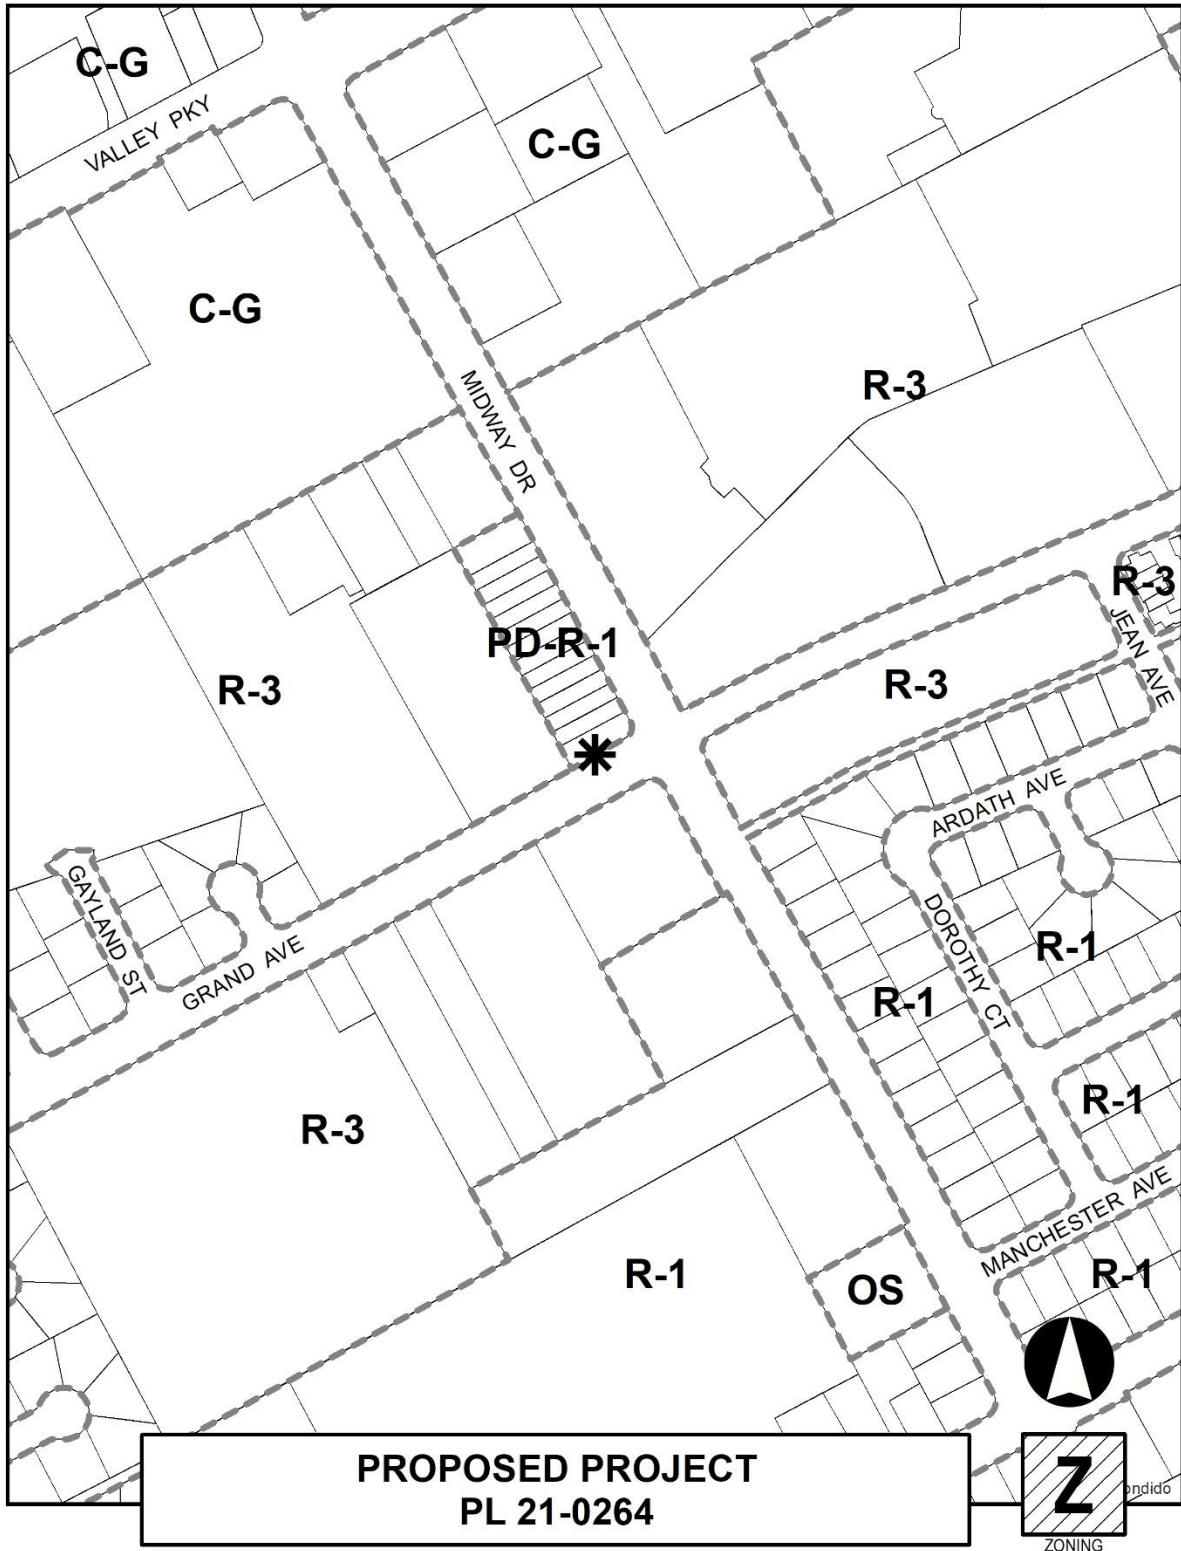 C-G
VALLEY PKY
C-G
C-G
MIDWAY DR
R-3
R-3
JEAN AVE
PD-R-1
R-3
R-3
ARDATH AVE
GAYLAND ST
GRAND AVE
DOROTHY CT
R-1
R-1
R-3
R-1
MANCHESTER AVE
R-1
R-1
OS
PROPOSED PROJECT
PL 21-0264
Z
ZONING